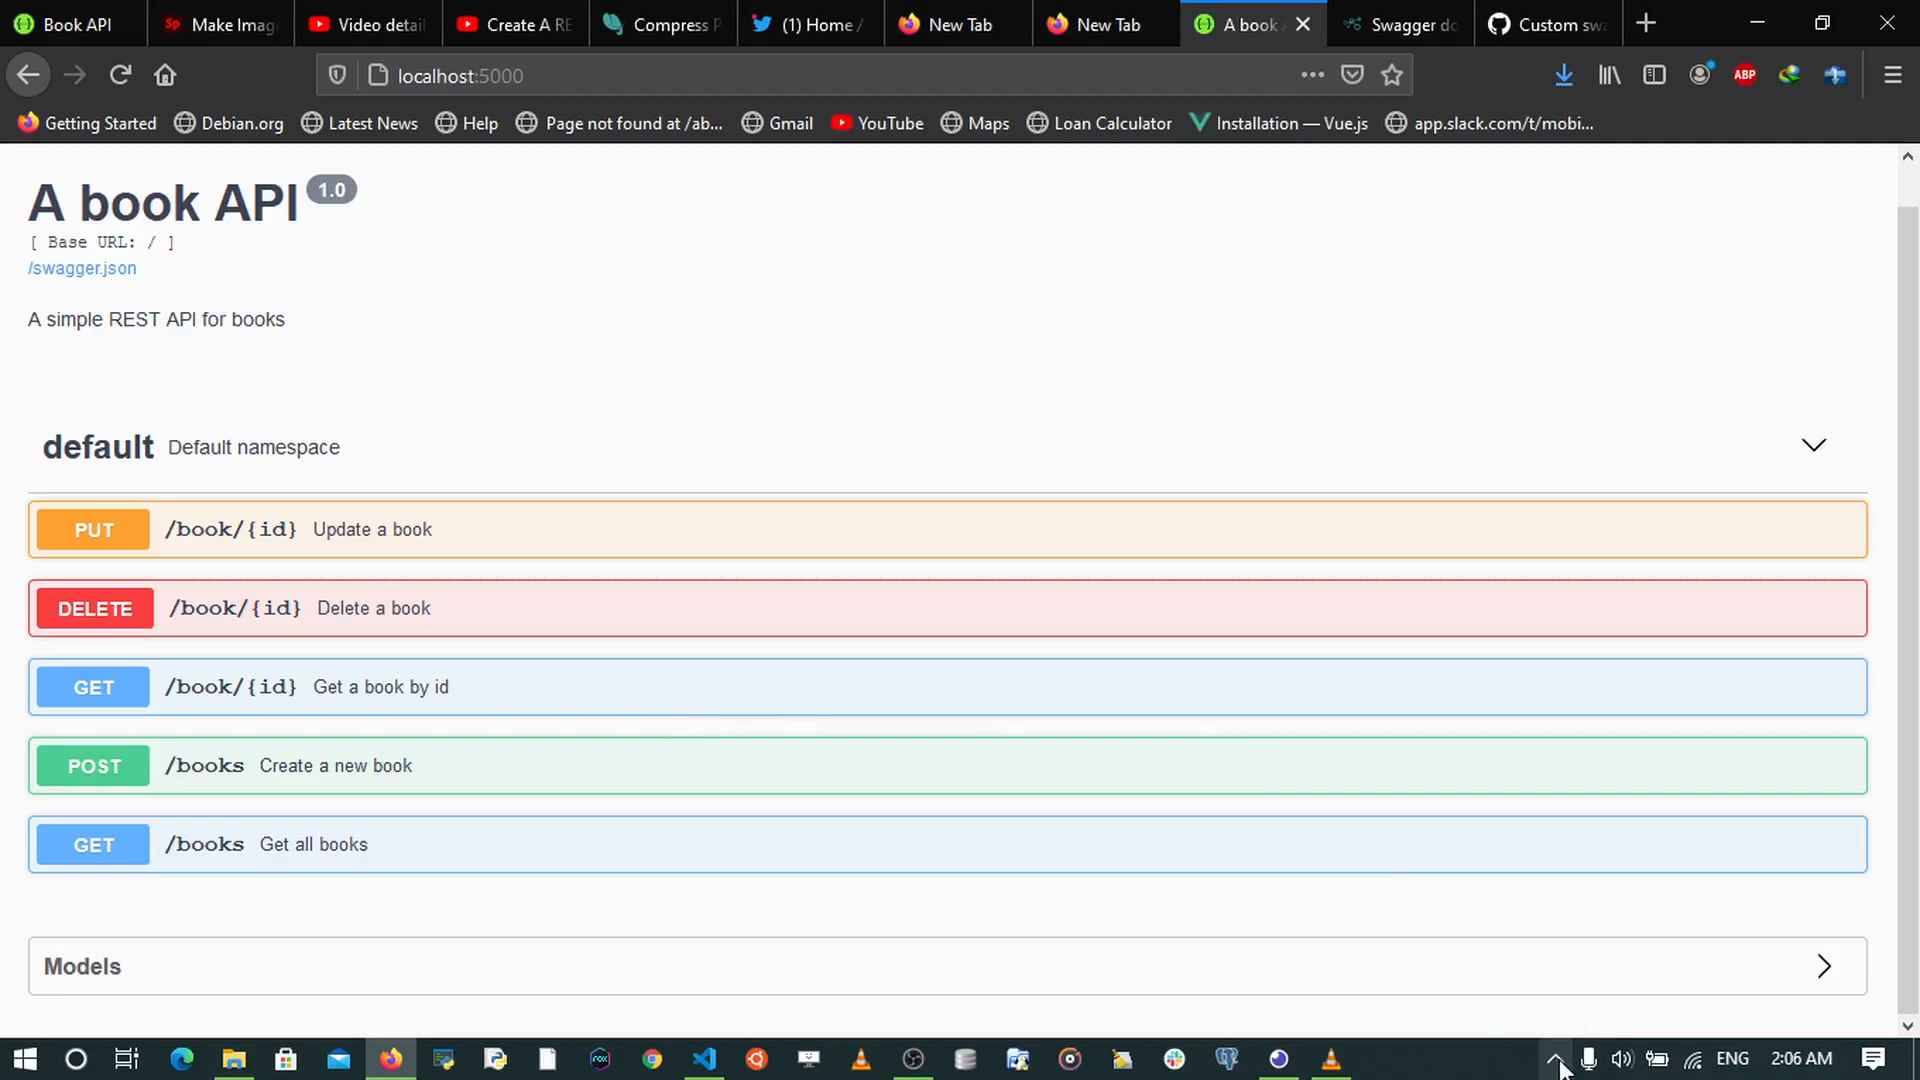 Book API
Make Imag
Video detail
Create A RE
Compress P
(1) Home /
New Tab
New Tab
A book
Swagger do
Custom swa
localhost:5000
ABP
Getting Started
Debian.org
Latest News
Help
Page not found at /ab...
Gmail
YouTube
Maps
Loan Calculator
Installation — Vue.js
app.slack.com/t/mobi...
A book API 1.0
[ Base URL: / ]
/swagger.json
A simple REST API for books
default Default namespace
PUT /book/{id} Update a book
DELETE /book/{id} Delete a book
GET /book/{id} Get a book by id
POST /books Create a new book
GET /books Get all books
Models
ENG
2:06 AM